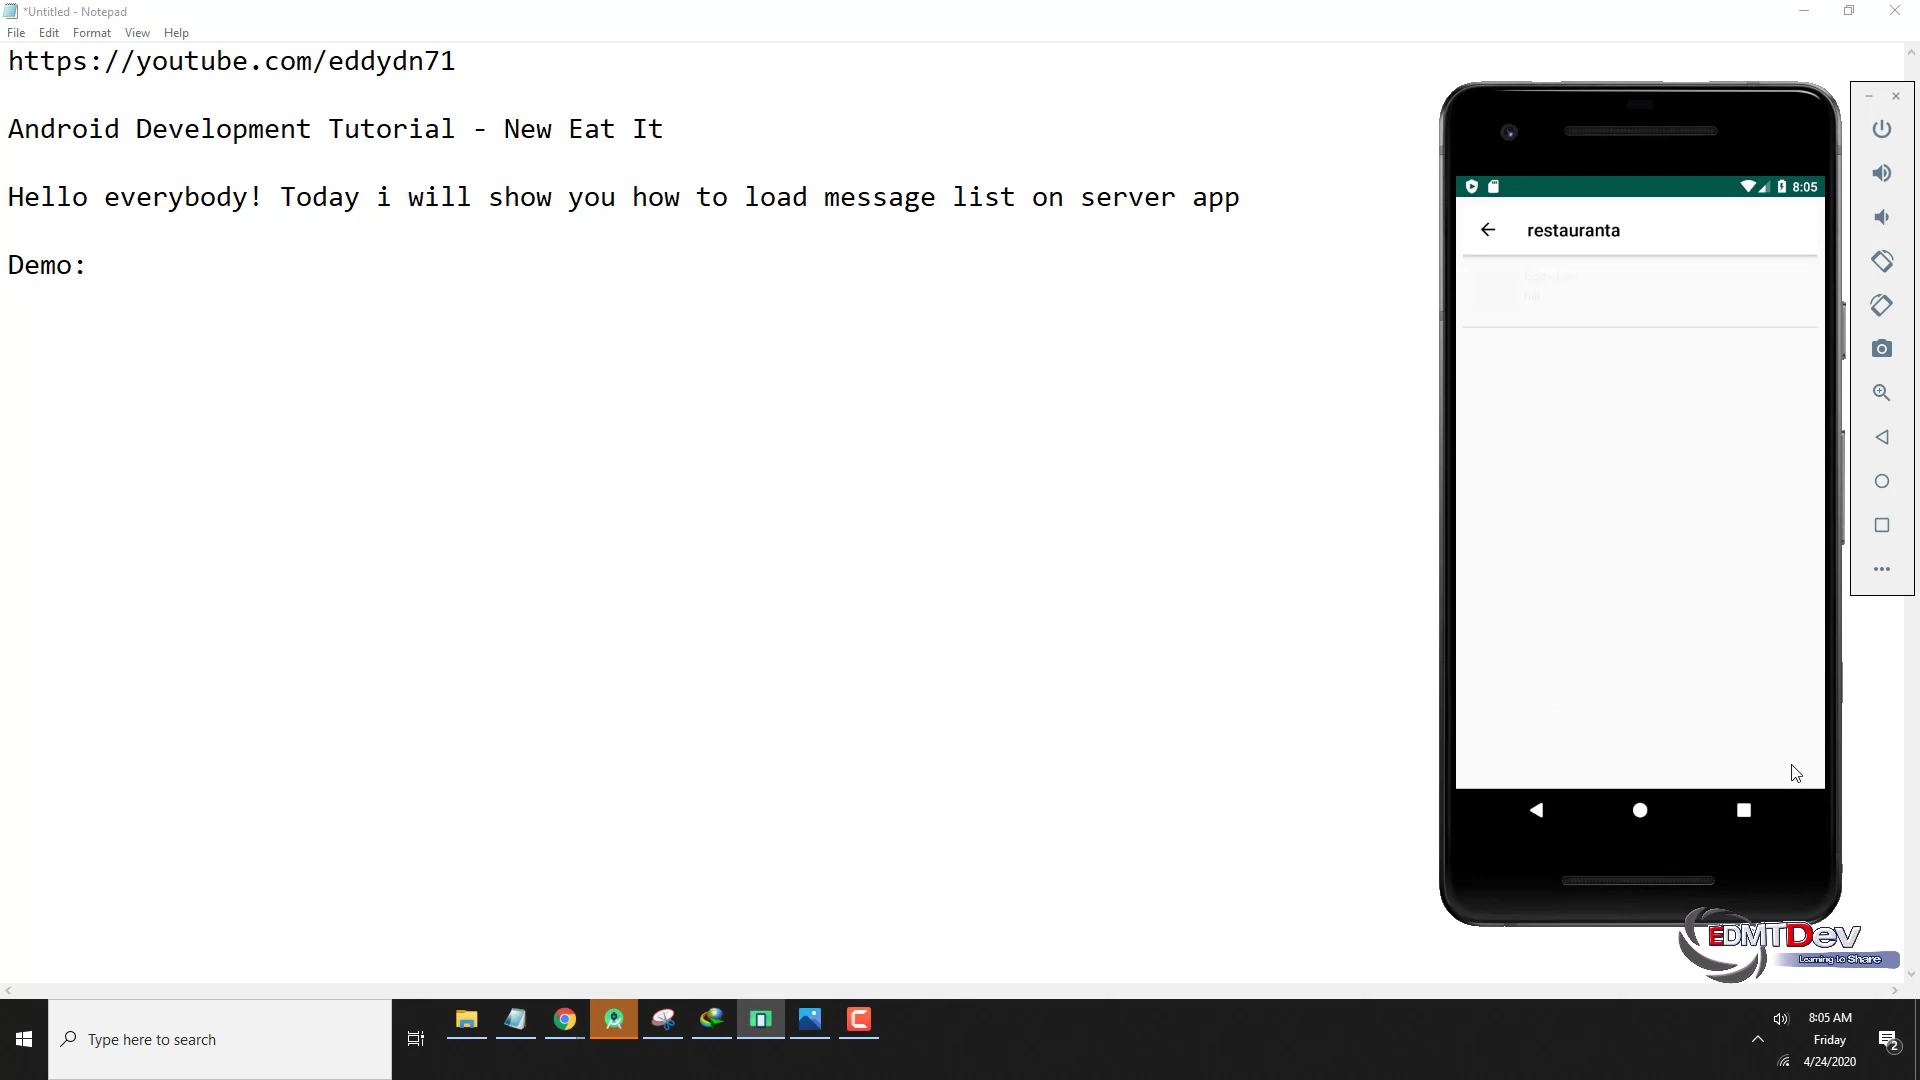 *Untitled - Notepad
File Edit Format View Help
https://youtube.com/eddydn71
Android Development Tutorial - New Eat It
Hello everybody! Today i will show you how to load message list on server app
Demo:
8:05
restauranta
EDMTDev
Learning to Share
Type here to search
8:05 AM
Friday
4/24/2020
2